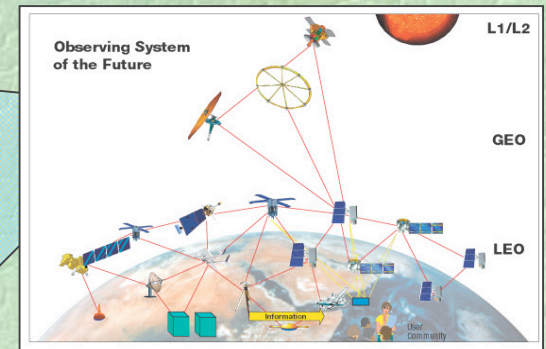 Observing System
of the Future
L1/L2
GEO
LEO
Information
User
Community